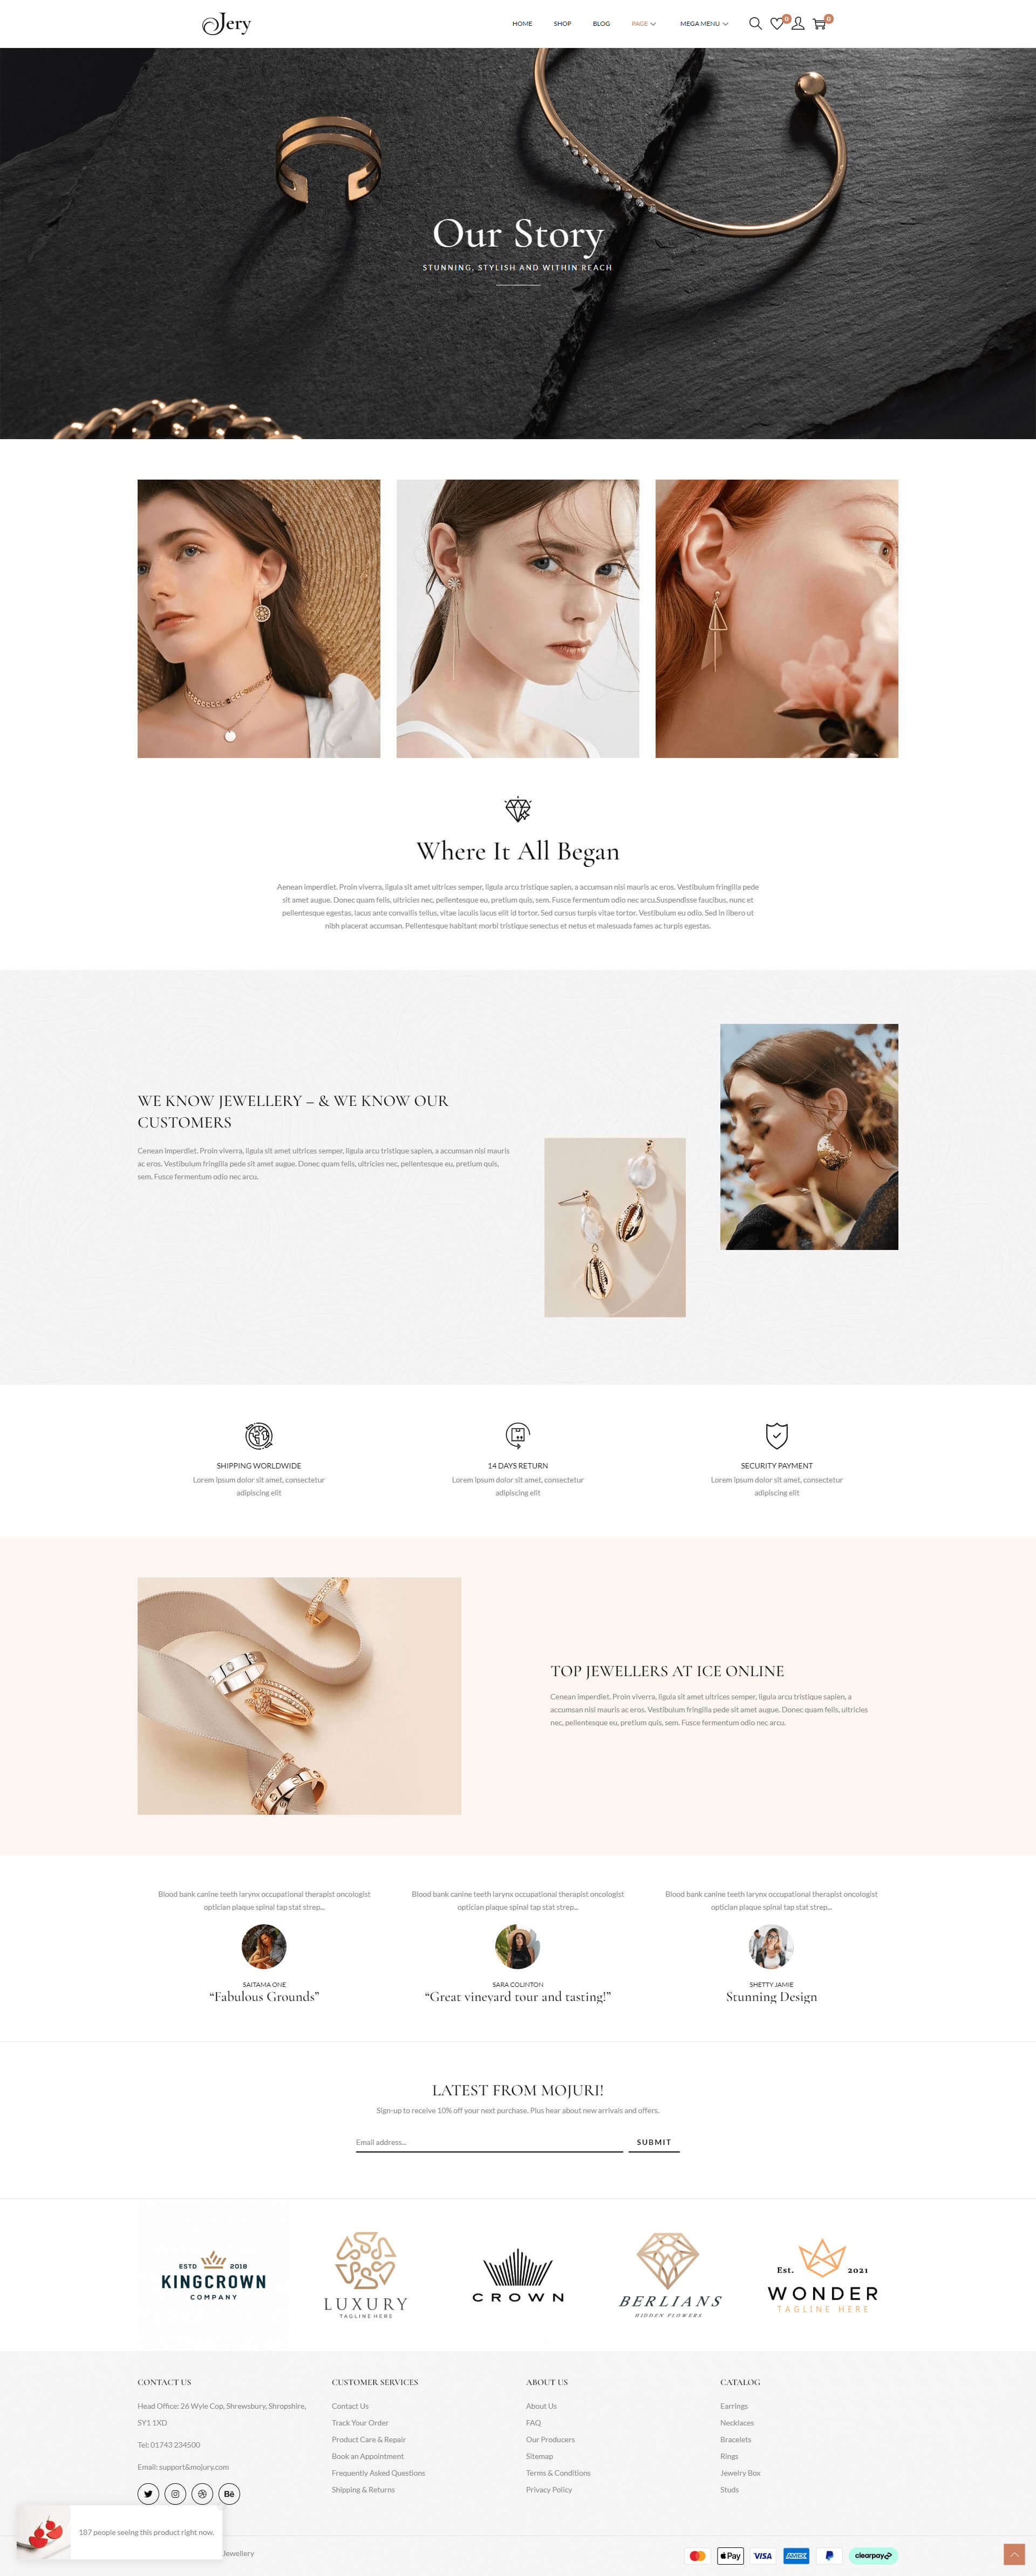 Jery
HOME SHOP BLOG PAGE MEGA MENU 0 0
Our Story
STUNNING, STYLISH AND WITHIN REACH
Where It All Began
Aenean imperdiet. Proin viverra, ligula sit amet ultrices semper, ligula arcu tristique sapien, a accumsan nisi mauris ac eros. Vestibulum fringilla pede
sit amet augue. Donec quam felis, ultricies nec, pellentesque eu, pretium quis, sem. Fusce fermentum odio nec arcu.Suspendisse faucibus, nunc et
pellentesque egestas, lacus ante convallis tellus, vitae iaculis lacus elit id tortor. Sed cursus turpis vitae tortor. Vestibulum eu odio. Sed in libero ut
nibh placerat accumsan. Pellentesque habitant morbi tristique senectus et netus et malesuada fames ac turpis egestas.
WE KNOW JEWELLERY – & WE KNOW OUR
CUSTOMERS
Cenean imperdiet. Proin viverra, ligula sit amet ultrices semper, ligula arcu tristique sapien, a accumsan nisi mauris
ac eros. Vestibulum fringilla pede sit amet augue. Donec quam felis, ultricies nec, pellentesque eu, pretium quis,
sem. Fusce fermentum odio nec arcu.
SHIPPING WORLDWIDE
Lorem ipsum dolor sit amet, consectetur
adipiscing elit
14 DAYS RETURN
Lorem ipsum dolor sit amet, consectetur
adipiscing elit
SECURITY PAYMENT
Lorem ipsum dolor sit amet, consectetur
adipiscing elit
TOP JEWELLERS AT ICE ONLINE
Cenean imperdiet. Proin viverra, ligula sit amet ultrices semper, ligula arcu tristique sapien, a
accumsan nisi mauris ac eros. Vestibulum fringilla pede sit amet augue. Donec quam felis, ultricies
nec, pellentesque eu, pretium quis, sem. Fusce fermentum odio nec arcu.
Blood bank canine teeth larynx occupational therapist oncologist
optician plaque spinal tap stat strep...
SAITAMA ONE
“Fabulous Grounds”
Blood bank canine teeth larynx occupational therapist oncologist
optician plaque spinal tap stat strep...
SARA COLINTON
“Great vineyard tour and tasting!”
Blood bank canine teeth larynx occupational therapist oncologist
optician plaque spinal tap stat strep...
SHETTY JAMIE
Stunning Design
LATEST FROM MOJURI!
Sign-up to receive 10% off your next purchase. Plus hear about new arrivals and offers.
Email address... SUBMIT
ESTD 2018
KINGCROWN
COMPANY
LUXURY
TAGLINE HERE
CROWN
BERLIANS
HIDDEN FLOWERS
Est. 2021
WONDER
TAGLINE HERE
CONTACT US
Head Office: 26 Wyle Cop, Shrewsbury, Shropshire,
SY1 1XD
Tel: 01743 234500
Email: support@mojury.com
Bē
CUSTOMER SERVICES
Contact Us
Track Your Order
Product Care & Repair
Book an Appointment
Frequently Asked Questions
Shipping & Returns
ABOUT US
About Us
FAQ
Our Producers
Sitemap
Terms & Conditions
Privacy Policy
CATALOG
Earrings
Necklaces
Bracelets
Rings
Jewelry Box
Studs
187 people seeing this product right now.
Jewellery
Pay VISA AMEX clearpay